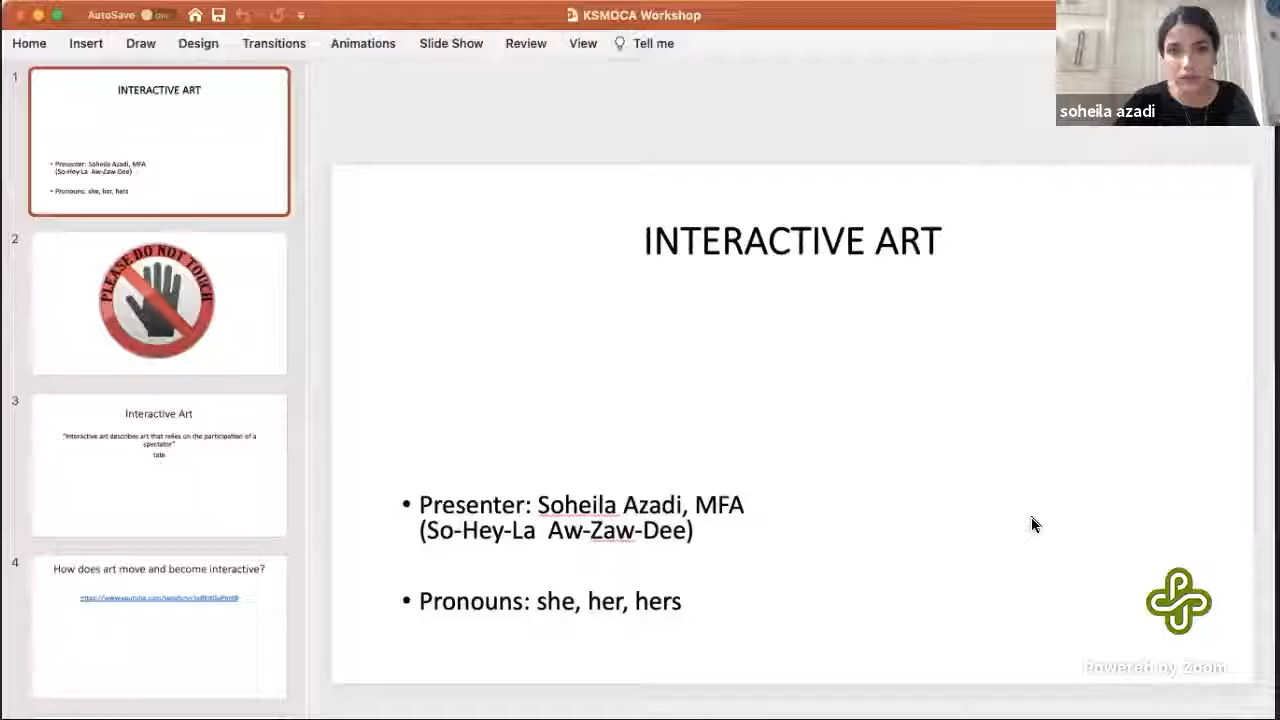 AutoSave
KSMOCA Workshop
Home Insert Draw Design Transitions Animations Slide Show Review View Tell me
soheila azadi
1
INTERACTIVE ART
• Presenter: Soheila Azadi, MFA
(So-Hey-La Aw-Zaw-Dee)
• Pronouns: she, her, hers
2
PLEASE DO NOT TOUCH
3
Interactive Art
"Interactive art describes art that relies on the participation of a
spectator"
4
How does art move and become interactive?
INTERACTIVE ART
• Presenter: Soheila Azadi, MFA
(So-Hey-La Aw-Zaw-Dee)
• Pronouns: she, her, hers
Powered by Zoom